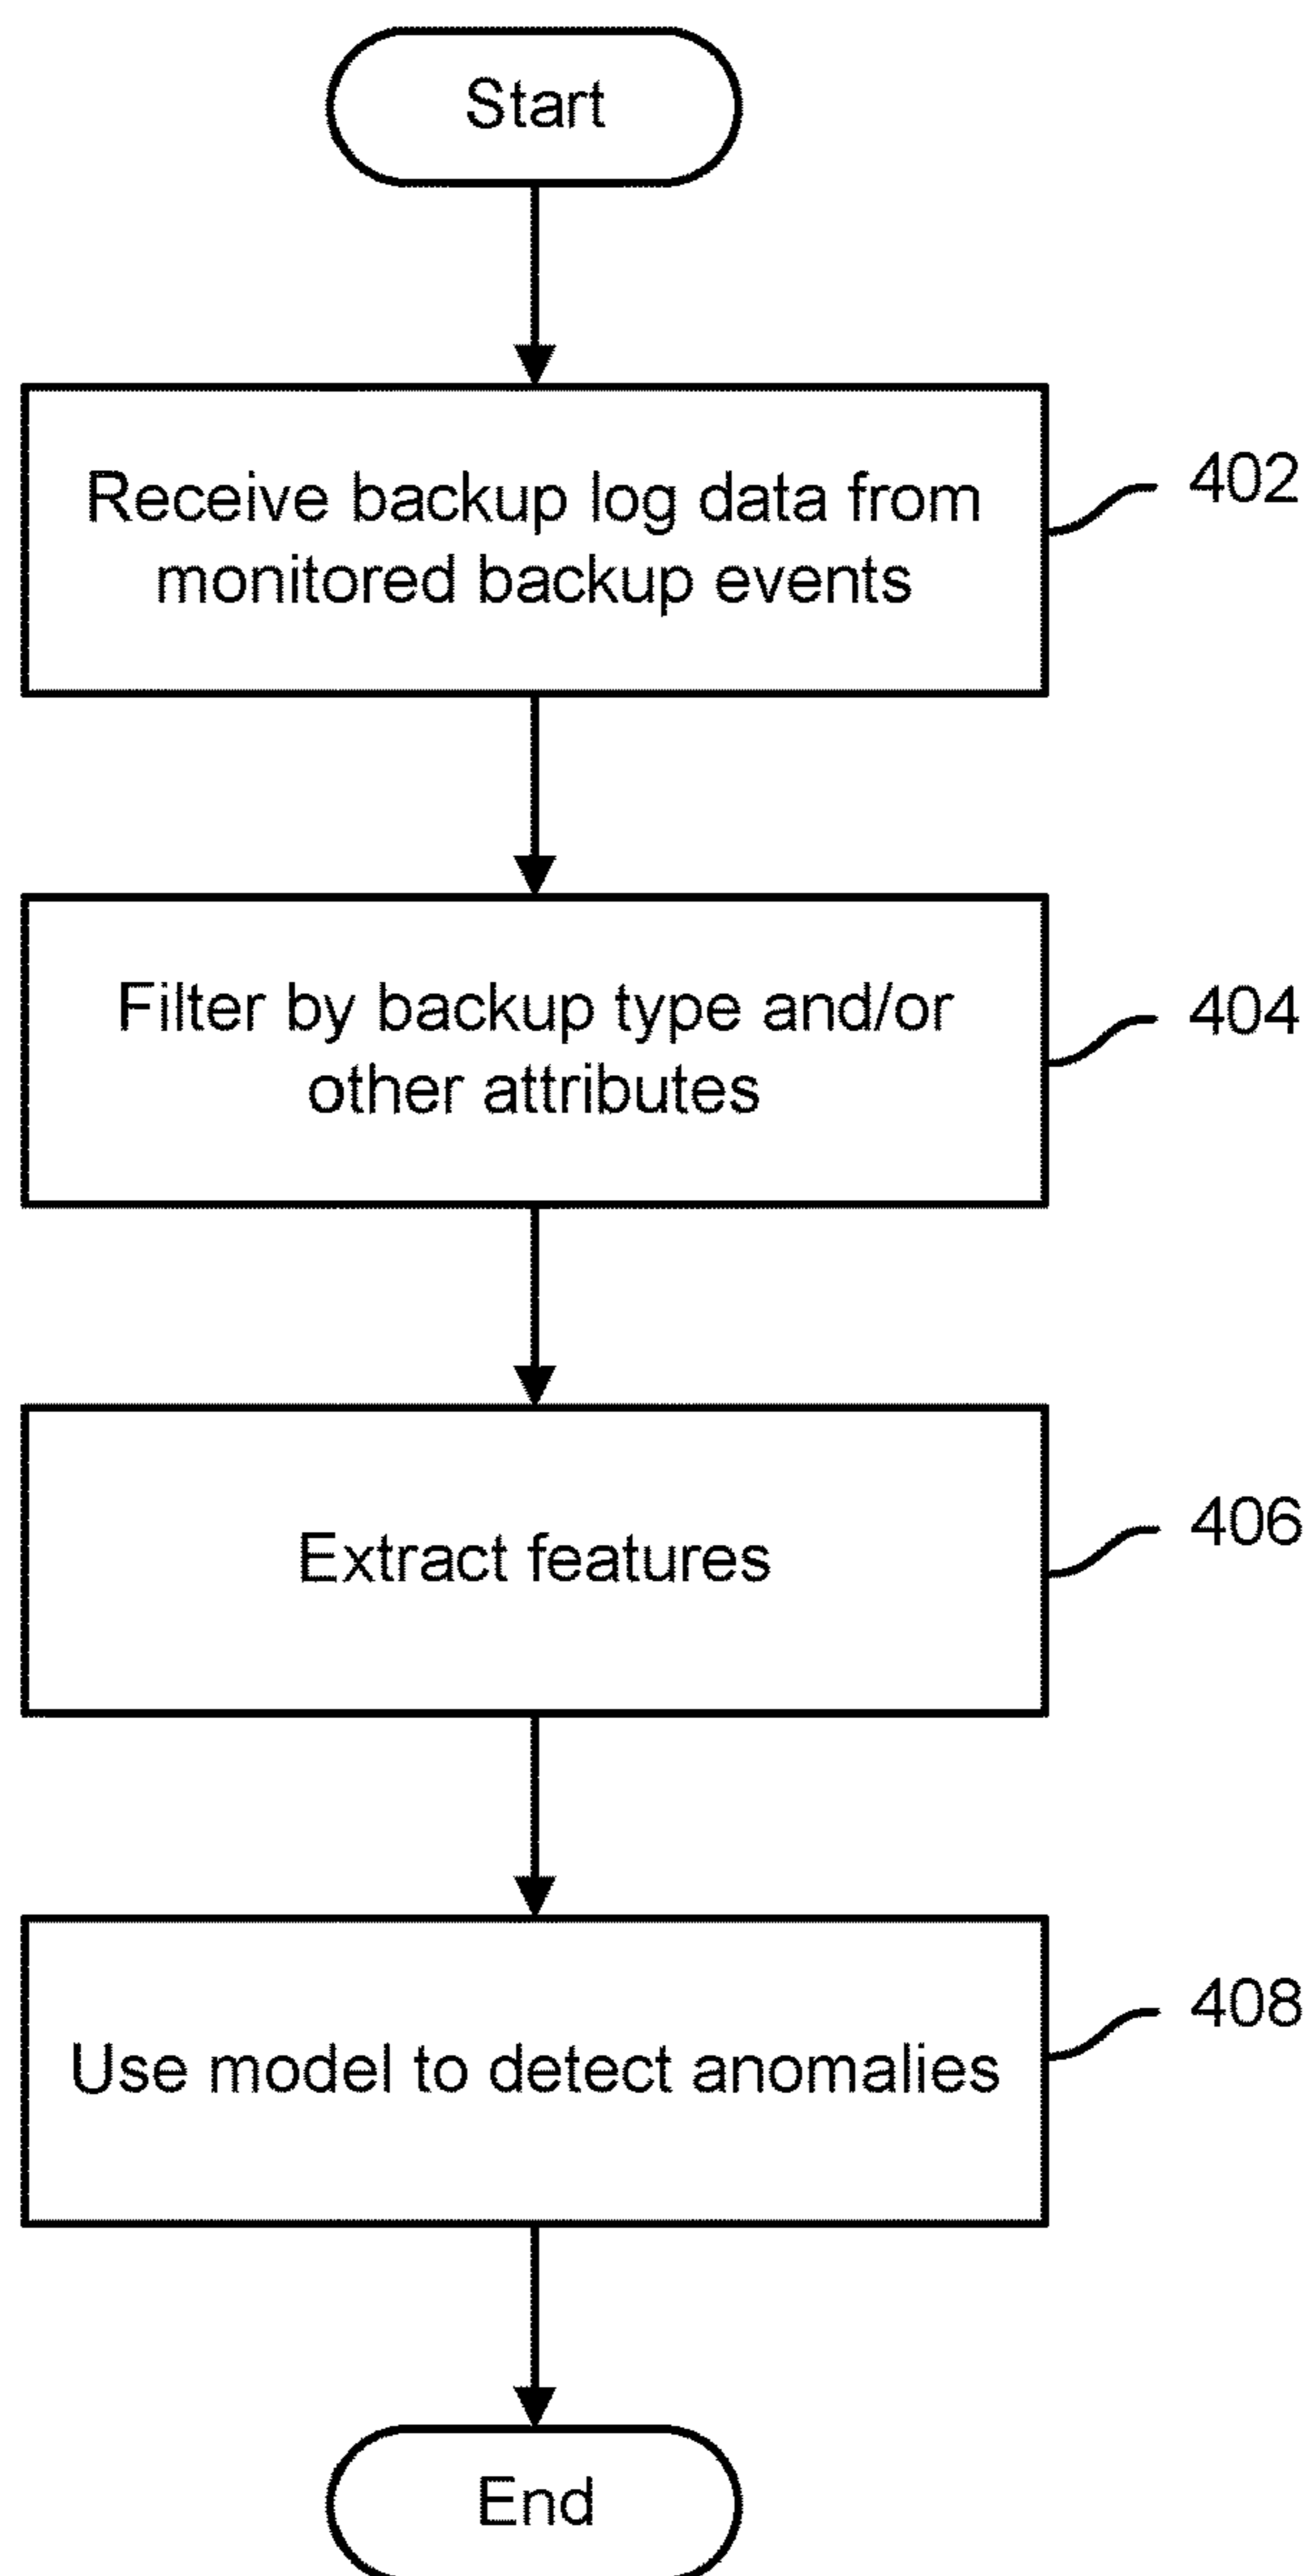 Start
Receive backup log data from
monitored backup events
402
Filter by backup type and/or
other attributes
404
Extract features
406
Use model to detect anomalies
408
End